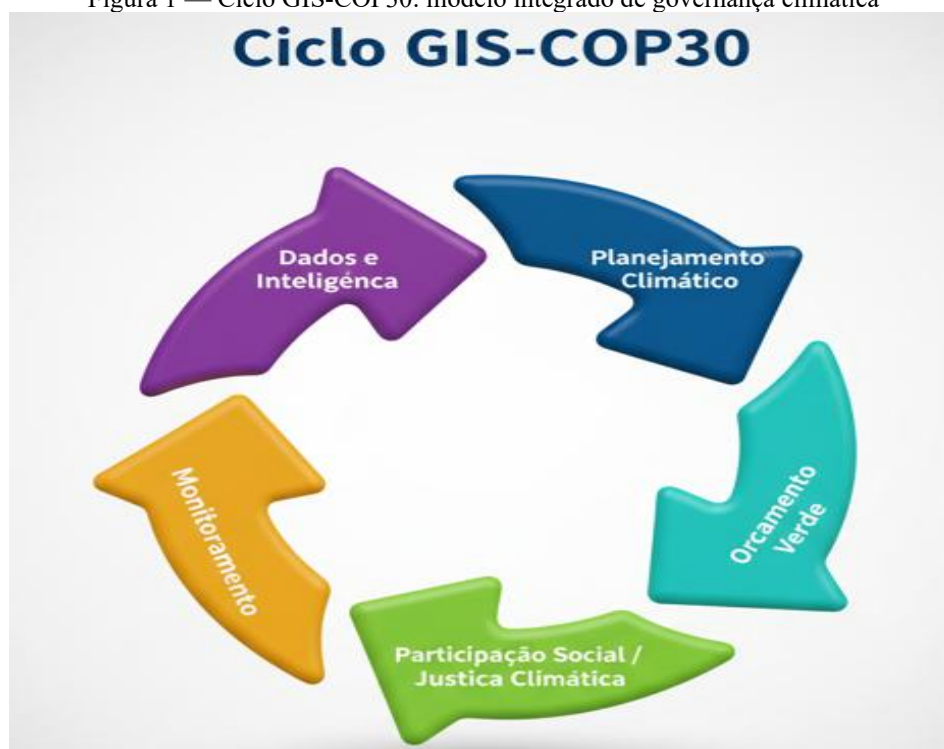 Figura 1 — Ciclo GIS-COP30: modelo integrado de governança climática
Ciclo GIS-COP30
Dados e
Inteligénca
Planejamento
Climático
Orcamento
Verde
Participação Social /
Justica Climática
Monitoramento